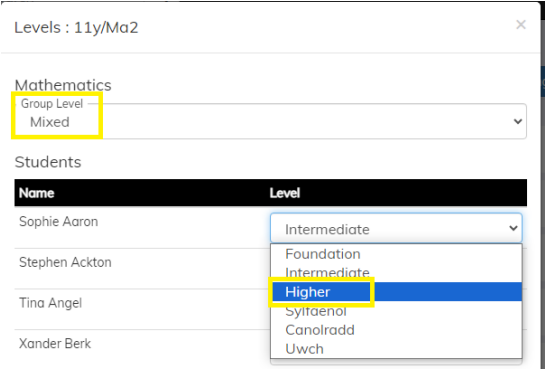 Levels : 11y/Ma2
×
Mathematics
Group Level
Mixed
Students
Name Level
Sophie Aaron Intermediate
Foundation
Stephen Ackton Intermediate
Higher
Tina Angel Sylfaenol
Canolradd
Xander Berk Uwch